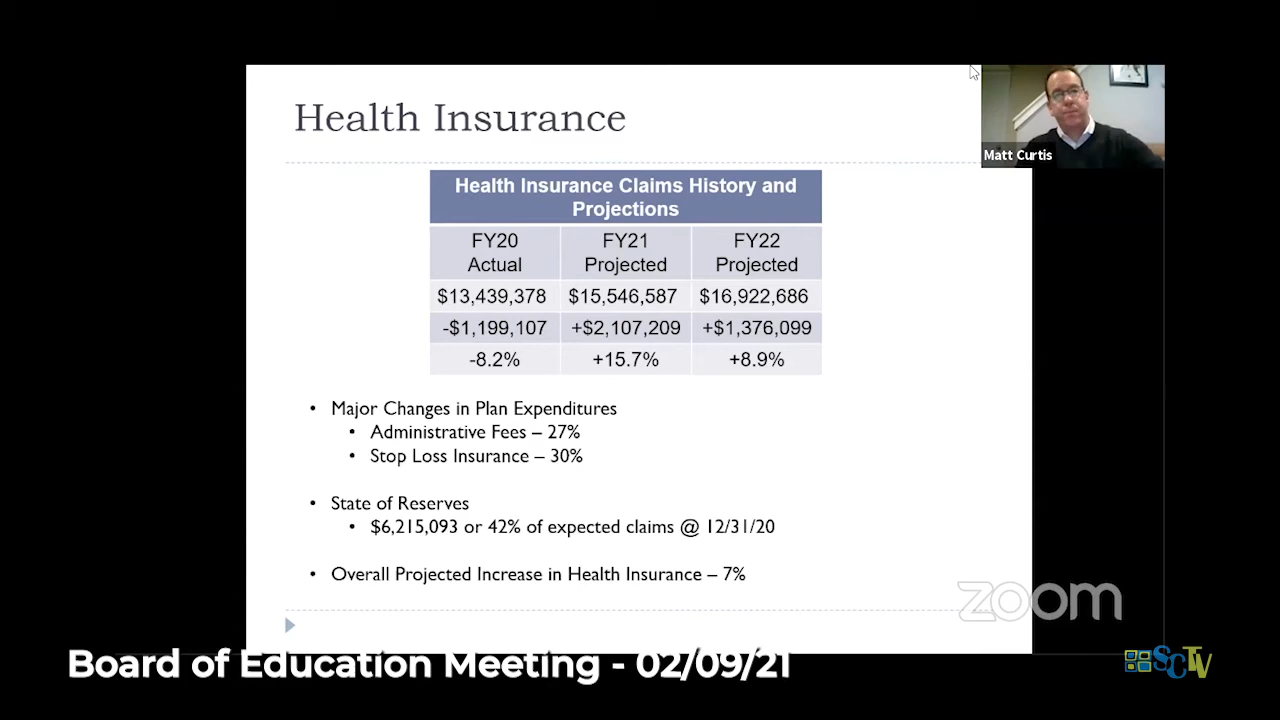 Health Insurance
Matt Curtis
Health Insurance Claims History and
Projections
FY20 FY21 FY22
Actual Projected Projected
$13,439,378 $15,546,587 $16,922,686
-$1,199,107 +$2,107,209 +$1,376,099
-8.2% +15.7% +8.9%
• Major Changes in Plan Expenditures
• Administrative Fees – 27%
• Stop Loss Insurance – 30%
• State of Reserves
• $6,215,093 or 42% of expected claims @ 12/31/20
• Overall Projected Increase in Health Insurance – 7%
zoom
Board of Education Meeting - 02/09/21
SCTV